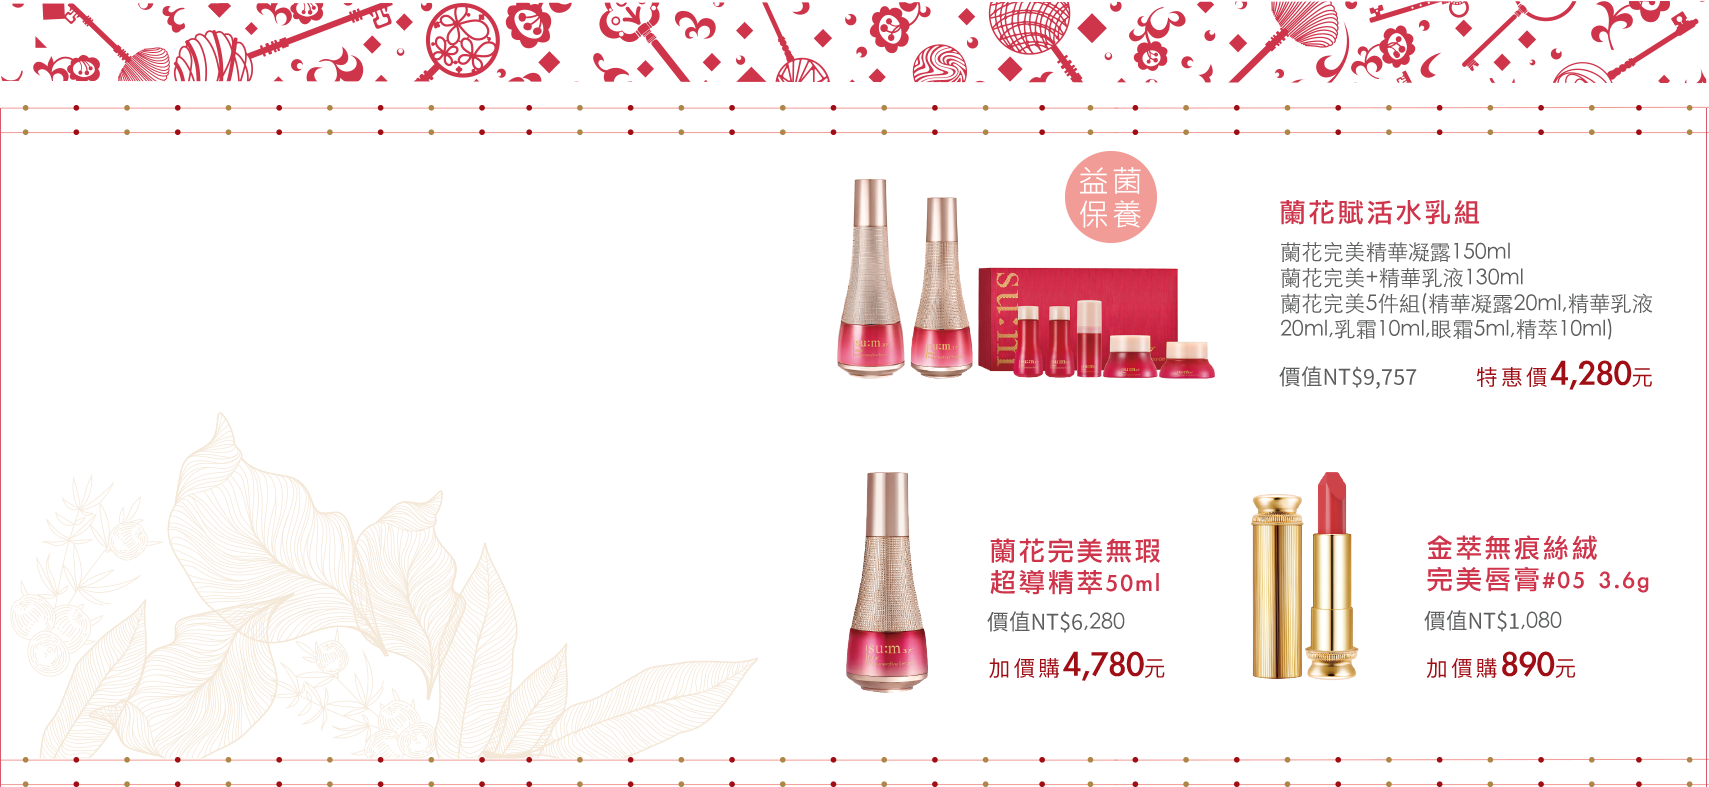 益菌
保養
蘭花賦活水乳組
蘭花完美精華凝露150ml
蘭花完美+精華乳液130ml
蘭花完美5件組(精華凝露20ml,精華乳液
20ml,乳霜10ml,眼霜5ml,精萃10ml)
價值NT$9,757
特惠價4,280元
su:m
su:m
su:m
蘭花完美無瑕
超導精萃50ml
價值NT$6,280
加價購4,780元
su:m
金萃無痕絲絨
完美唇膏#05 3.6g
價值NT$1,080
加價購890元